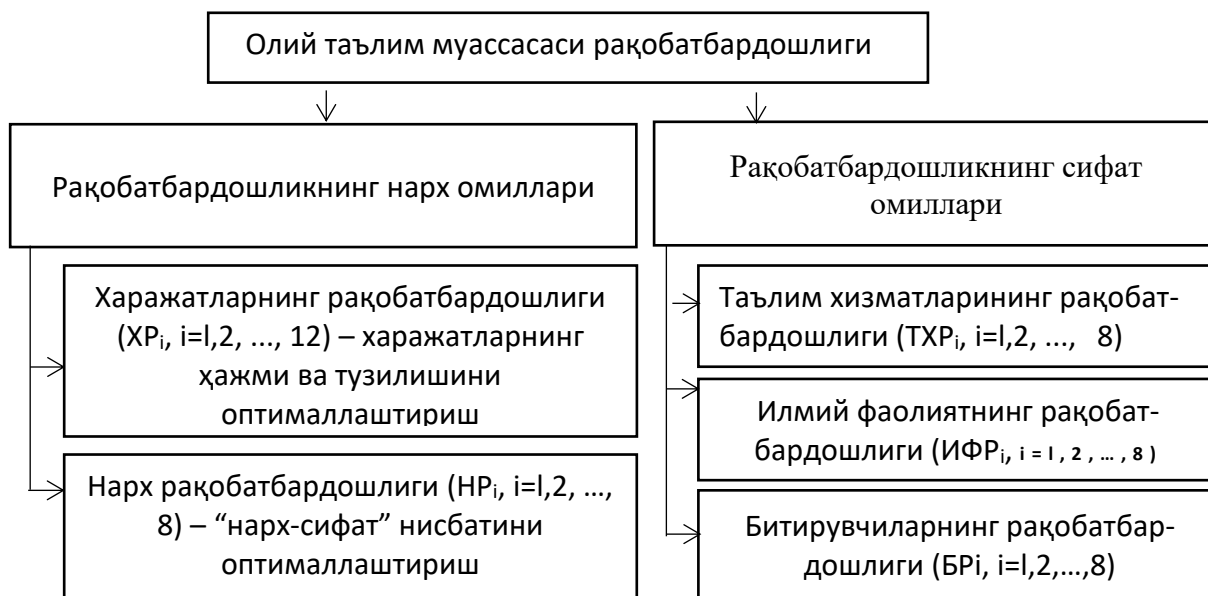 Олий таълим муассасаси рақобатбардошлиги
Рақобатбардошликнинг нарх омиллари
Харажатларнинг рақобатбардошлиги
(ХРi, i=l,2, ..., 12) – харажатларнинг
ҳажми ва тузилишини
оптималлаштириш
Нарх рақобатбардошлиги (НРi, i=l,2, ...,
8) – “нарх-сифат” нисбатини
оптималлаштириш
Рақобатбардошликнинг сифат
омиллари
Таълим хизматларининг рақобат-
бардошлиги (ТХРi, i=l,2, ..., 8)
Илмий фаолиятнинг рақобат-
бардошлиги (ИФРi, i = l , 2 , ... , 8 )
Битирувчиларнинг рақобатбар-
дошлиги (БРi, i=l,2,...,8)